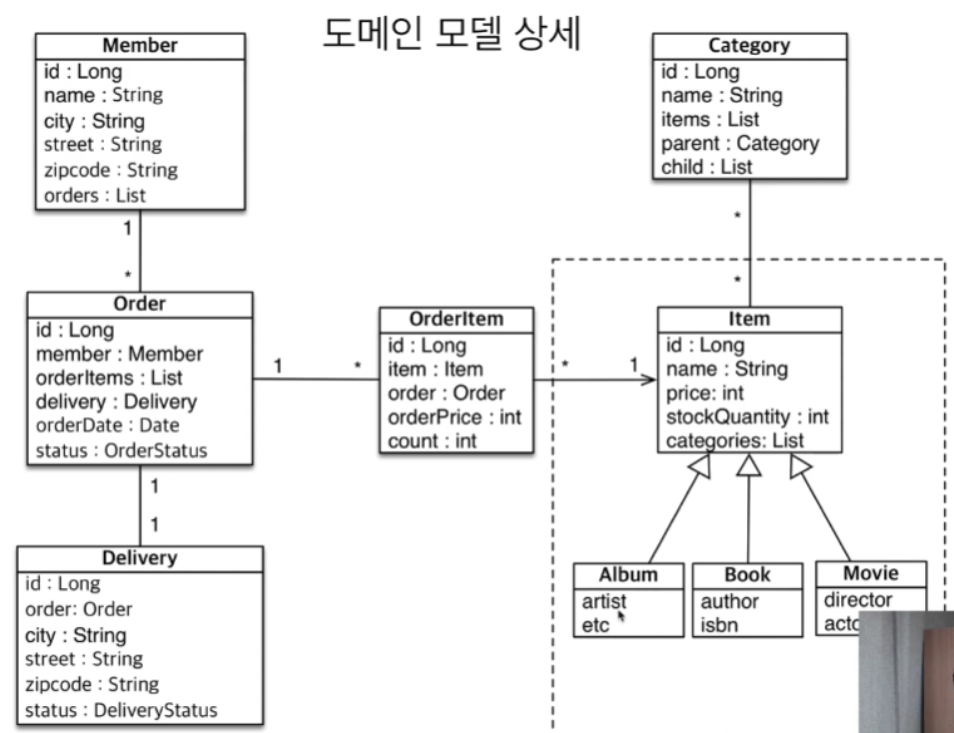 도메인 모델 상세
Member
id : Long
name : String
city : String
street : String
zipcode : String
orders : List
Category
id : Long
name : String
items : List
parent : Category
child : List
1
*
*
*
Order
id : Long
member : Member
orderItems : List
delivery : Delivery
orderDate : Date
status : OrderStatus
1
*
OrderItem
id : Long
item : Item
order : Order
orderPrice : int
count : int
*
1
Item
id : Long
name : String
price: int
stockQuantity : int
categories: List
1
1
Delivery
id : Long
order: Order
city : String
street : String
zipcode : String
status : DeliveryStatus
Album
artist
etc
Book
author
isbn
Movie
director